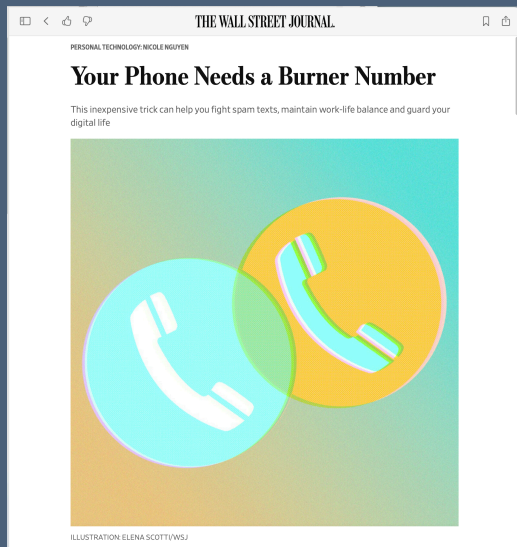 THE WALL STREET JOURNAL.
PERSONAL TECHNOLOGY: NICOLE NGUYEN
Your Phone Needs a Burner Number
This inexpensive trick can help you fight spam texts, maintain work-life balance and guard your
digital life
ILLUSTRATION: ELENA SCOTTI/WSJ